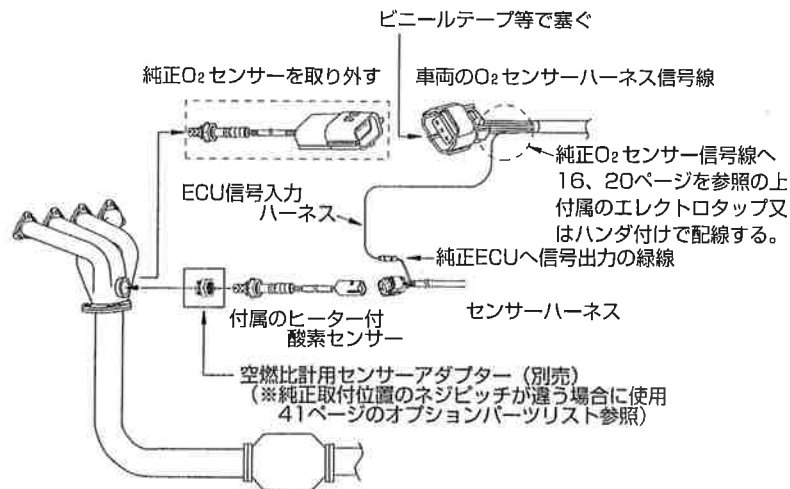 ビニールテープ等で塞ぐ
純正O₂センサーを取り外す
車両のO₂センサーハーネス信号線
純正O₂センサー信号線へ
16、20ページを参照の上
付属のエレクトロタップ又
はハンダ付けで配線する。
ECU信号入力
ハーネス
純正ECUへ信号出力の緑線
センサーハーネス
付属のヒーター付
酸素センサー
空燃比計用センサーアダプター（別売）
（※純正取付位置のネジピッチが違う場合に使用
41ページのオプションパーツリスト参照）